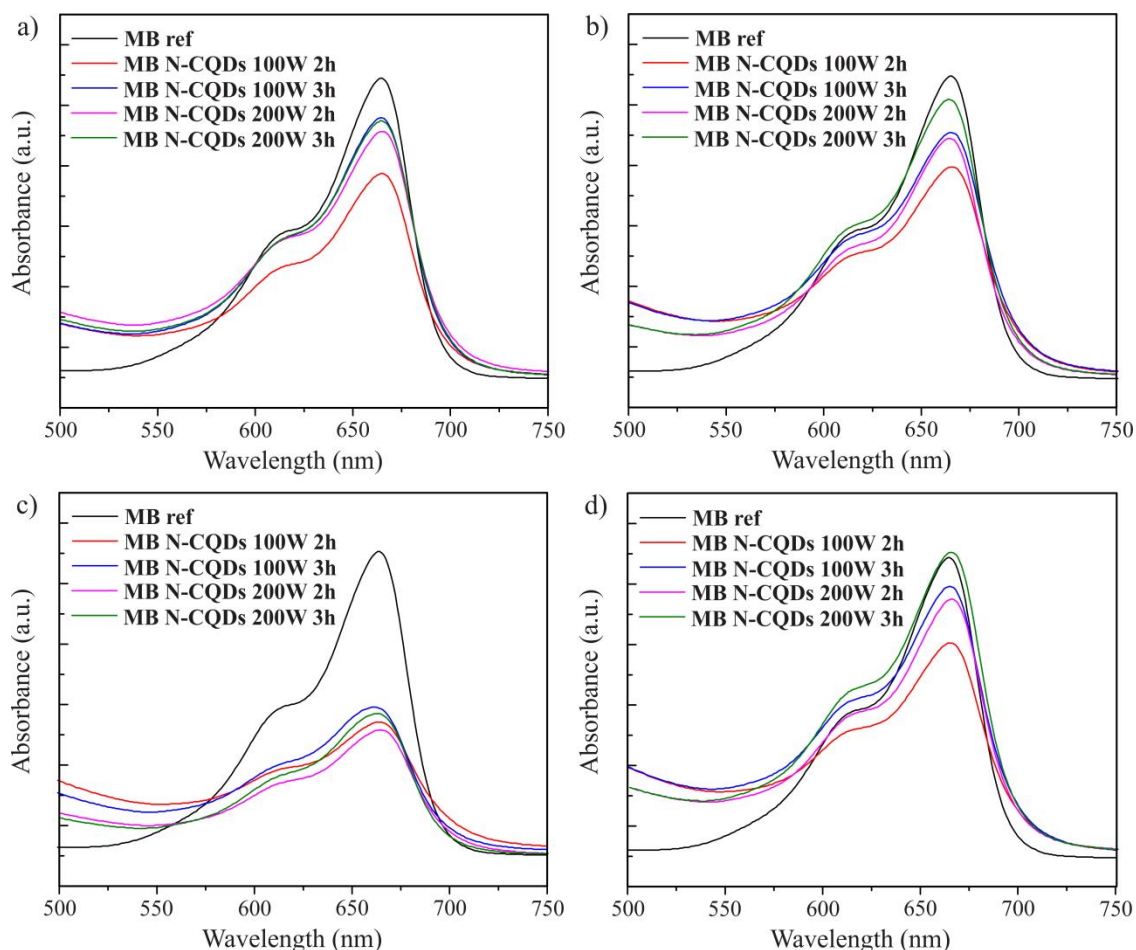 a)
MB ref
MB N-CQDs 100W 2h
MB N-CQDs 100W 3h
MB N-CQDs 200W 2h
MB N-CQDs 200W 3h
Absorbance (a.u.)
500 550 600 650 700 750
Wavelength (nm)
b)
MB ref
MB N-CQDs 100W 2h
MB N-CQDs 100W 3h
MB N-CQDs 200W 2h
MB N-CQDs 200W 3h
Absorbance (a.u.)
500 550 600 650 700 750
Wavelength (nm)
c)
MB ref
MB N-CQDs 100W 2h
MB N-CQDs 100W 3h
MB N-CQDs 200W 2h
MB N-CQDs 200W 3h
Absorbance (a.u.)
500 550 600 650 700 750
Wavelength (nm)
d)
MB ref
MB N-CQDs 100W 2h
MB N-CQDs 100W 3h
MB N-CQDs 200W 2h
MB N-CQDs 200W 3h
Absorbance (a.u.)
500 550 600 650 700 750
Wavelength (nm)